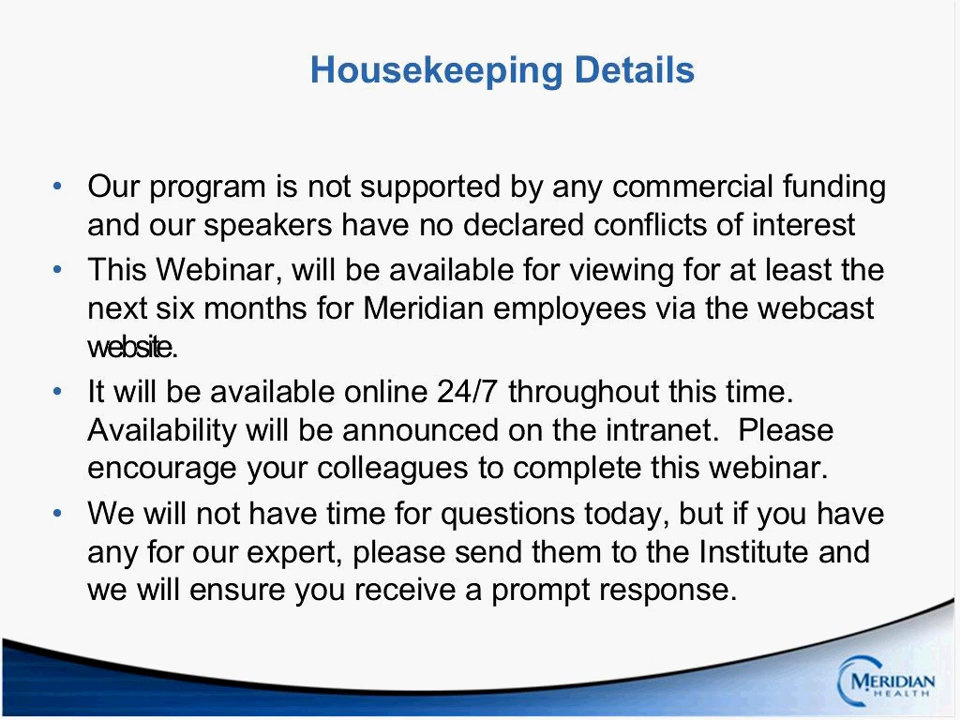 Housekeeping Details
• Our program is not supported by any commercial funding
and our speakers have no declared conflicts of interest
• This Webinar, will be available for viewing for at least the
next six months for Meridian employees via the webcast
website.
• It will be available online 24/7 throughout this time.
Availability will be announced on the intranet.  Please
encourage your colleagues to complete this webinar.
• We will not have time for questions today, but if you have
any for our expert, please send them to the Institute and
we will ensure you receive a prompt response.
MERIDIAN
HEALTH